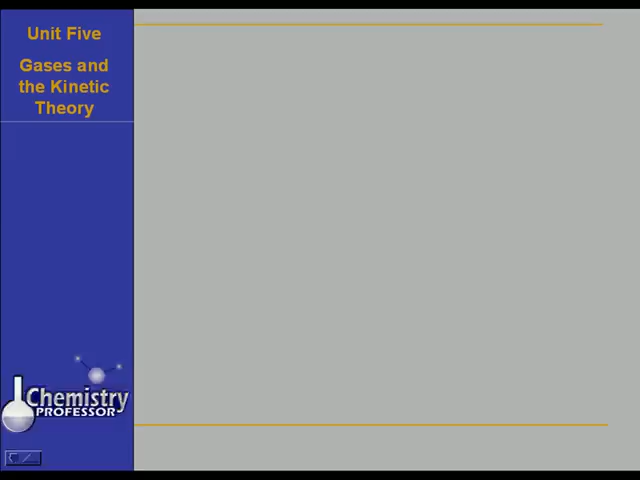 Unit Five
Gases and
the Kinetic
Theory
Chemistry
PROFESSOR